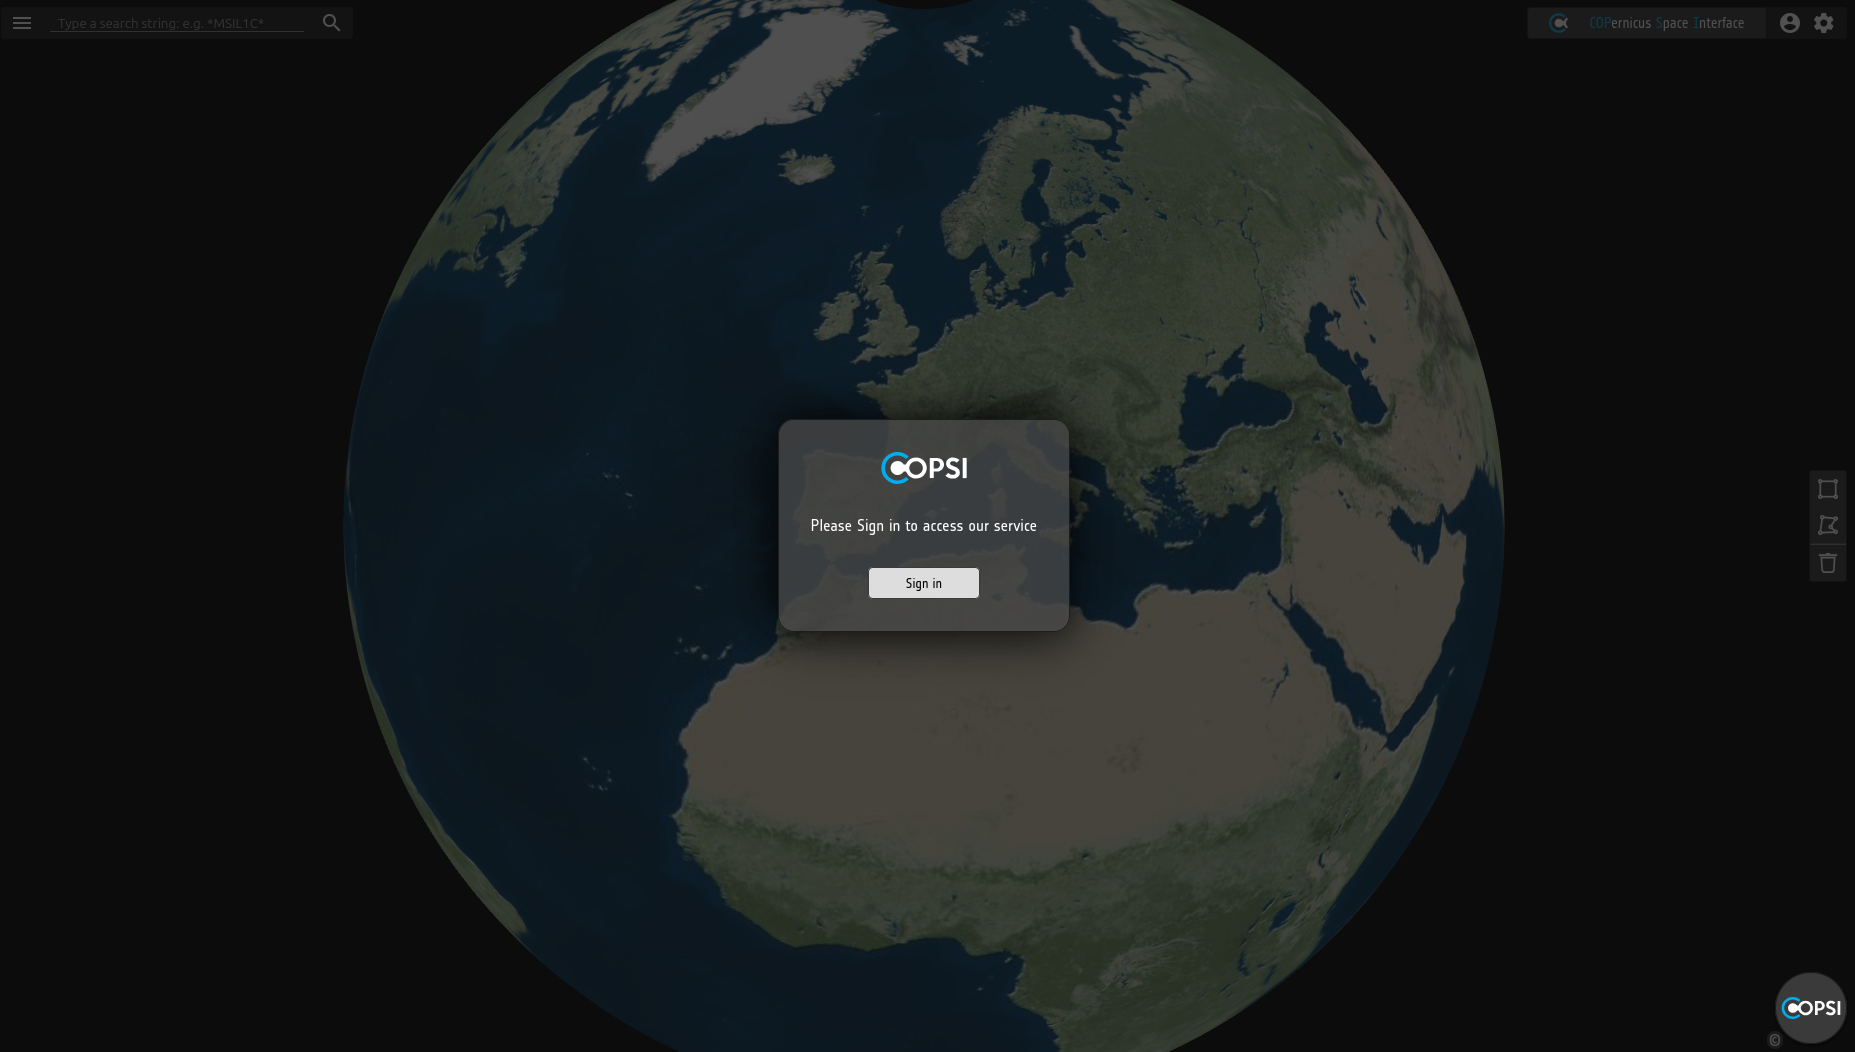 Type a search string: e.g. *MSIL1C*
COPernicus Space Interface
COPSI
Please Sign in to access our service
Sign in
COPSI
©